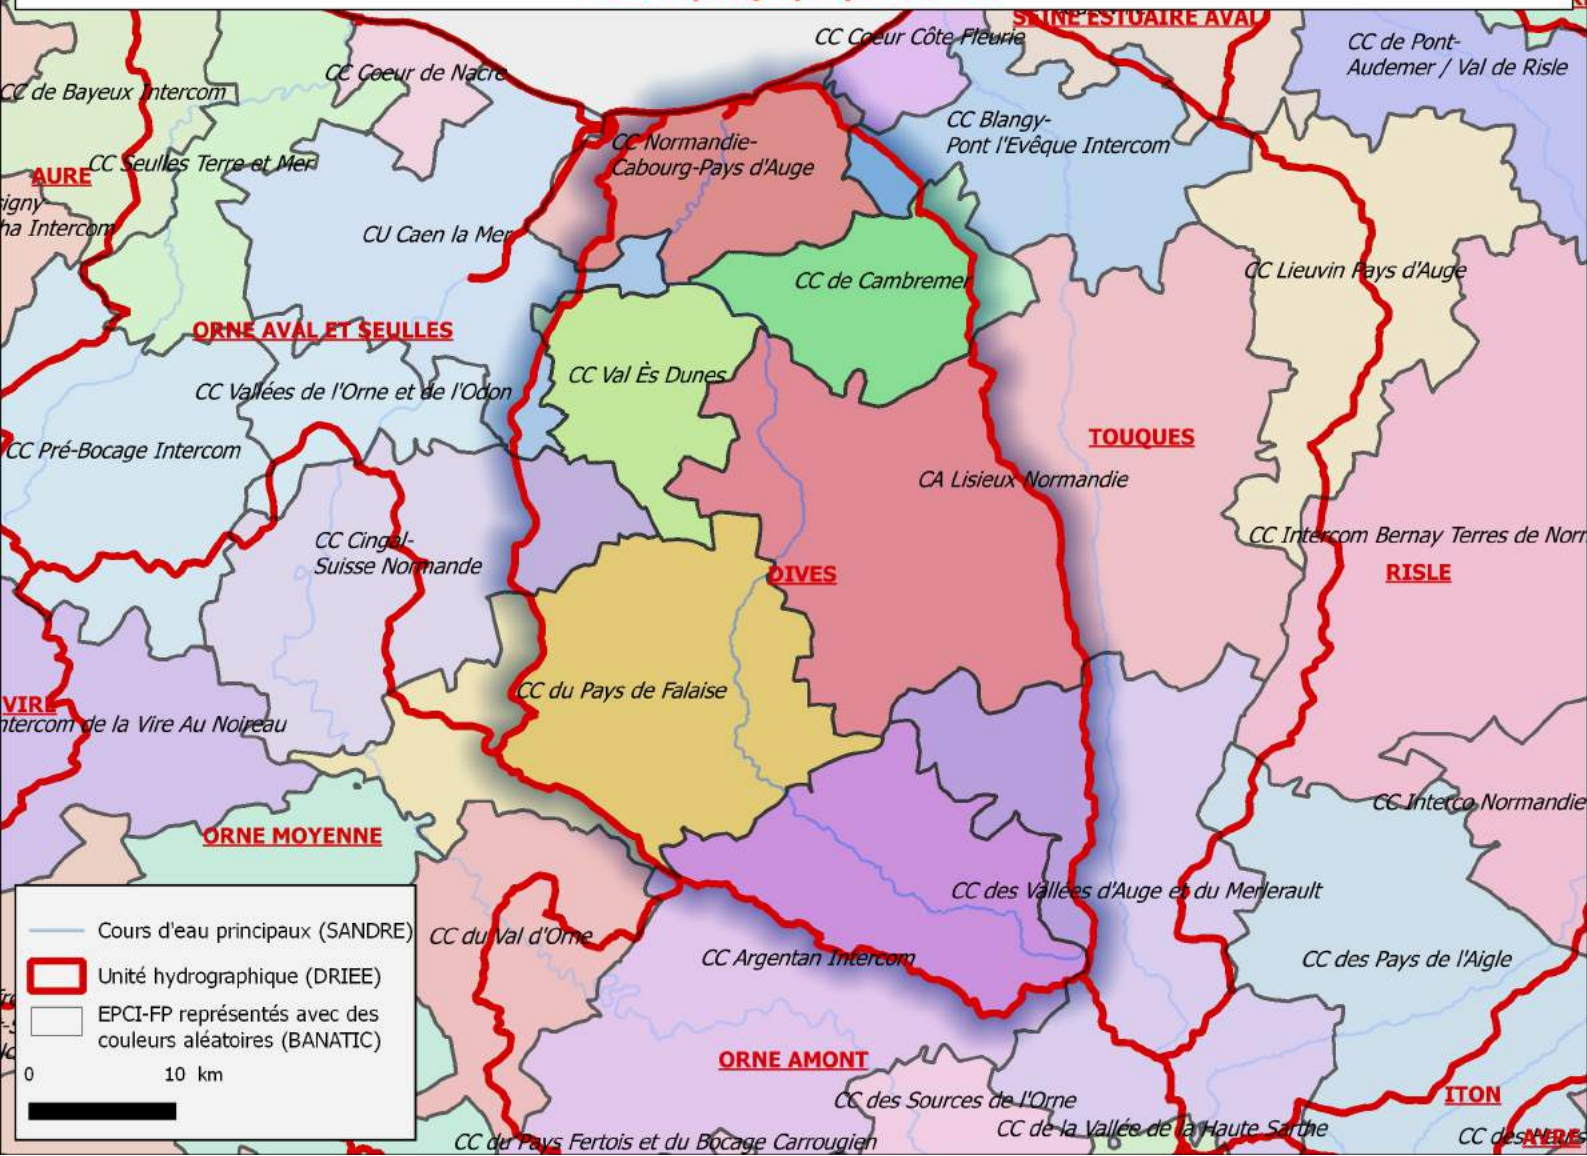 SEINE ESTUAIRE AVAL
CC Coeur Côte Fleurie
CC de Pont-
Audemer / Val de Risle
CC Coeur de Nacre
CC de Bayeux Intercom
CC Blangy-
Pont l'Evêque Intercom
CC Normandie-
Cabourg-Pays d'Auge
CC Seulles Terre et Mer
AURE
igny-
ha Intercom
CU Caen la Mer
CC Lieuvin Pays d'Auge
CC de Cambremer
ORNE AVAL ET SEULLES
CC Val Ès Dunes
CC Vallées de l'Orne et de l'Odon
TOUQUES
CC Pré-Bocage Intercom
CA Lisieux Normandie
CC Intercom Bernay Terres de Nor
CC Cingal-
Suisse Normande
DIVES
RISLE
CC du Pays de Falaise
VIRE
ntercom de la Vire Au Noireau
CC Interco Normandie
ORNE MOYENNE
CC des Vallées d'Auge et du Merlerault
CC du Val d'Orne
CC Argentan Intercom
CC des Pays de l'Aigle
Cours d'eau principaux (SANDRE)
Unité hydrographique (DRIEE)
EPCI-FP représentés avec des
couleurs aléatoires (BANATIC)
0 10 km
ORNE AMONT
CC des Sources de l'Orne
ITON
CC de la Vallée de la Haute Sarthe
CC du Pays Fertois et du Bocage Carrougien
CC des
AVRE